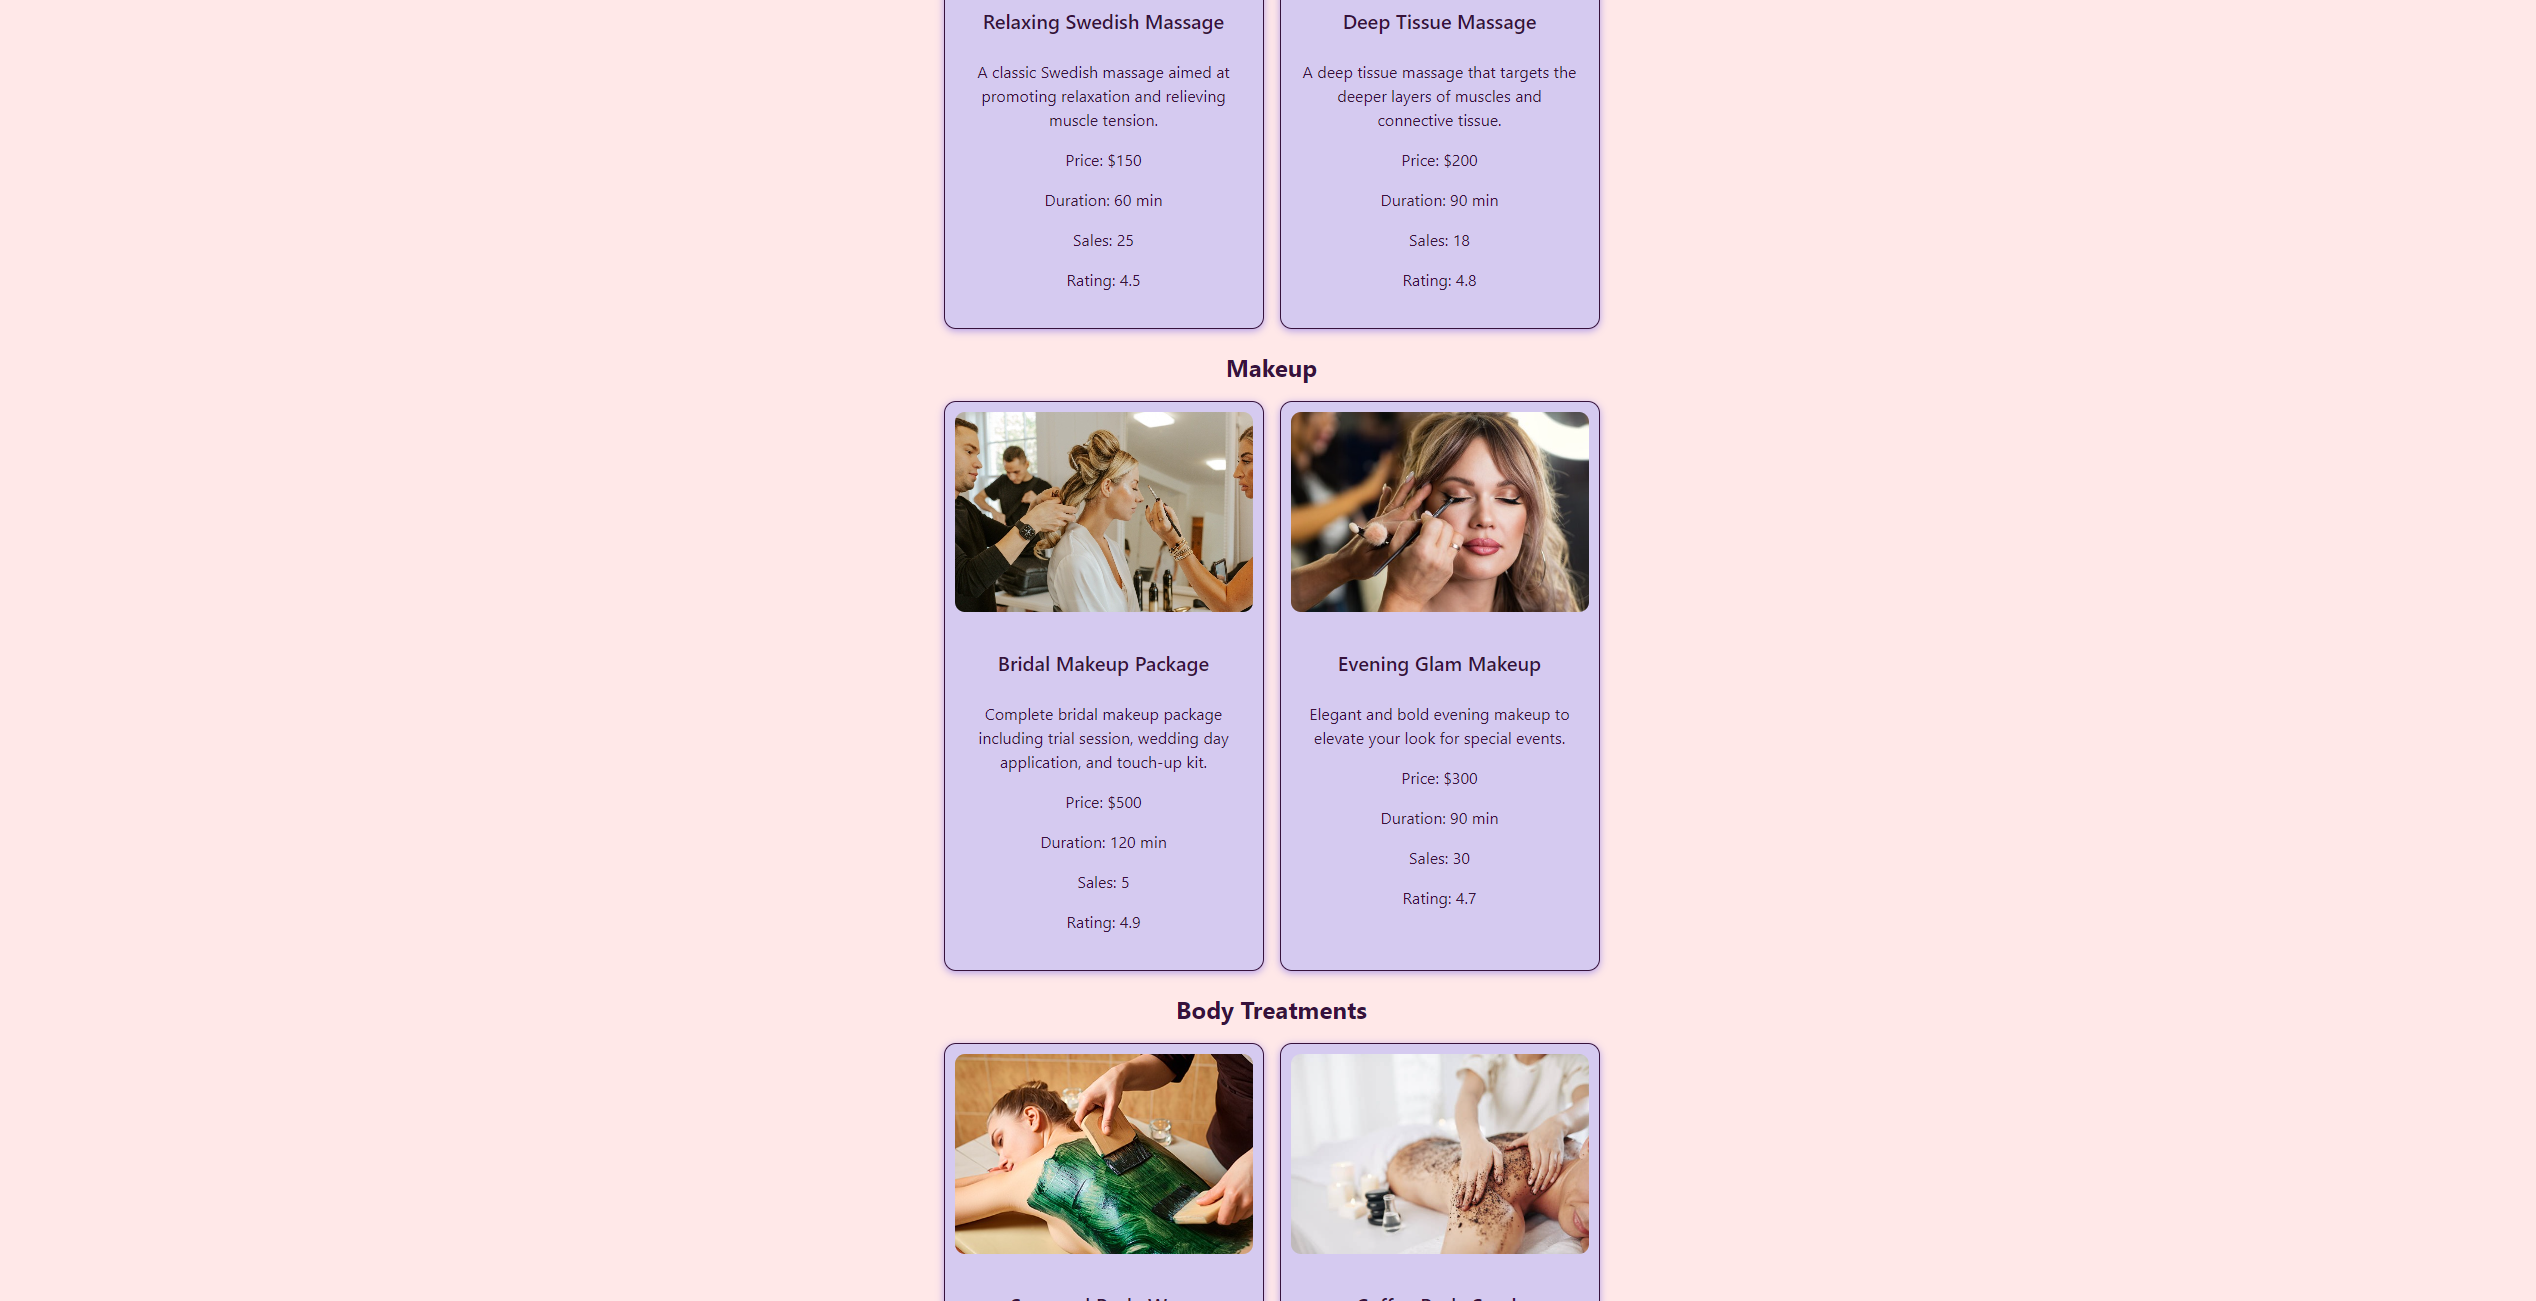 Relaxing Swedish Massage
A classic Swedish massage aimed at
promoting relaxation and relieving
muscle tension.
Price: $150
Duration: 60 min
Sales: 25
Rating: 4.5
Deep Tissue Massage
A deep tissue massage that targets the
deeper layers of muscles and
connective tissue.
Price: $200
Duration: 90 min
Sales: 18
Rating: 4.8
Makeup
Bridal Makeup Package
Complete bridal makeup package
including trial session, wedding day
application, and touch-up kit.
Price: $500
Duration: 120 min
Sales: 5
Rating: 4.9
Evening Glam Makeup
Elegant and bold evening makeup to
elevate your look for special events.
Price: $300
Duration: 90 min
Sales: 30
Rating: 4.7
Body Treatments